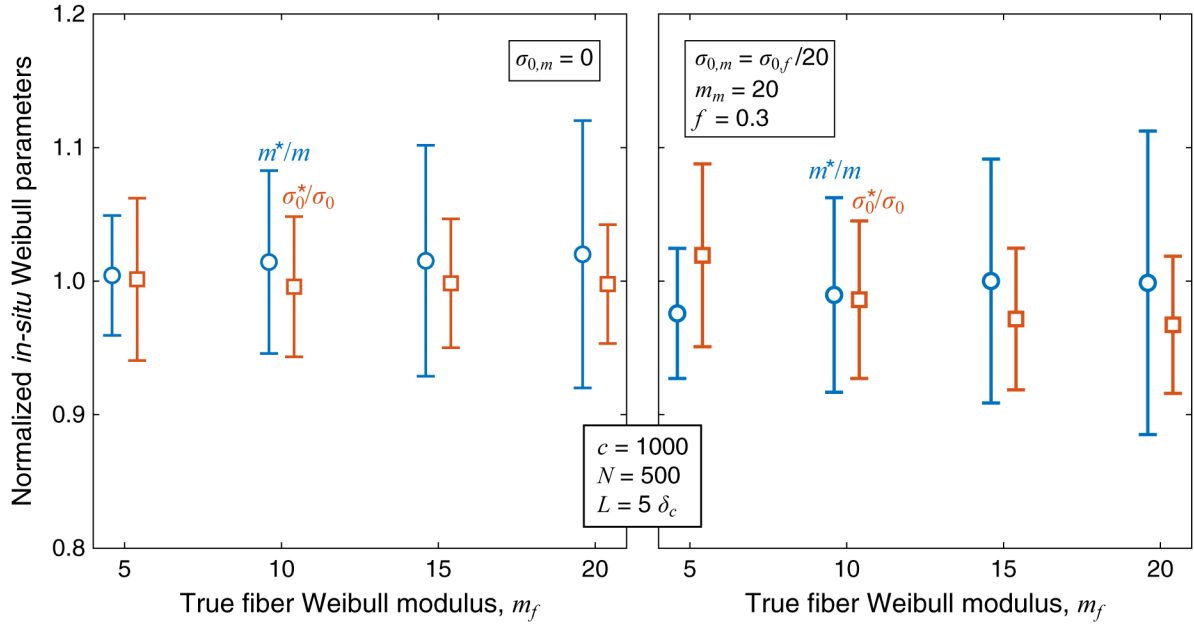 Normalized in-situ Weibull parameters
1.2
1.1
1.0
0.9
0.8
σ0,m = 0
m*/m
σ0*/σ0
5
10
15
20
True fiber Weibull modulus, mf
σ0,m = σ0,f/20
mm = 20
f = 0.3
m*/m
σ0*/σ0
c = 1000
N = 500
L = 5 δc
5
10
15
20
True fiber Weibull modulus, mf